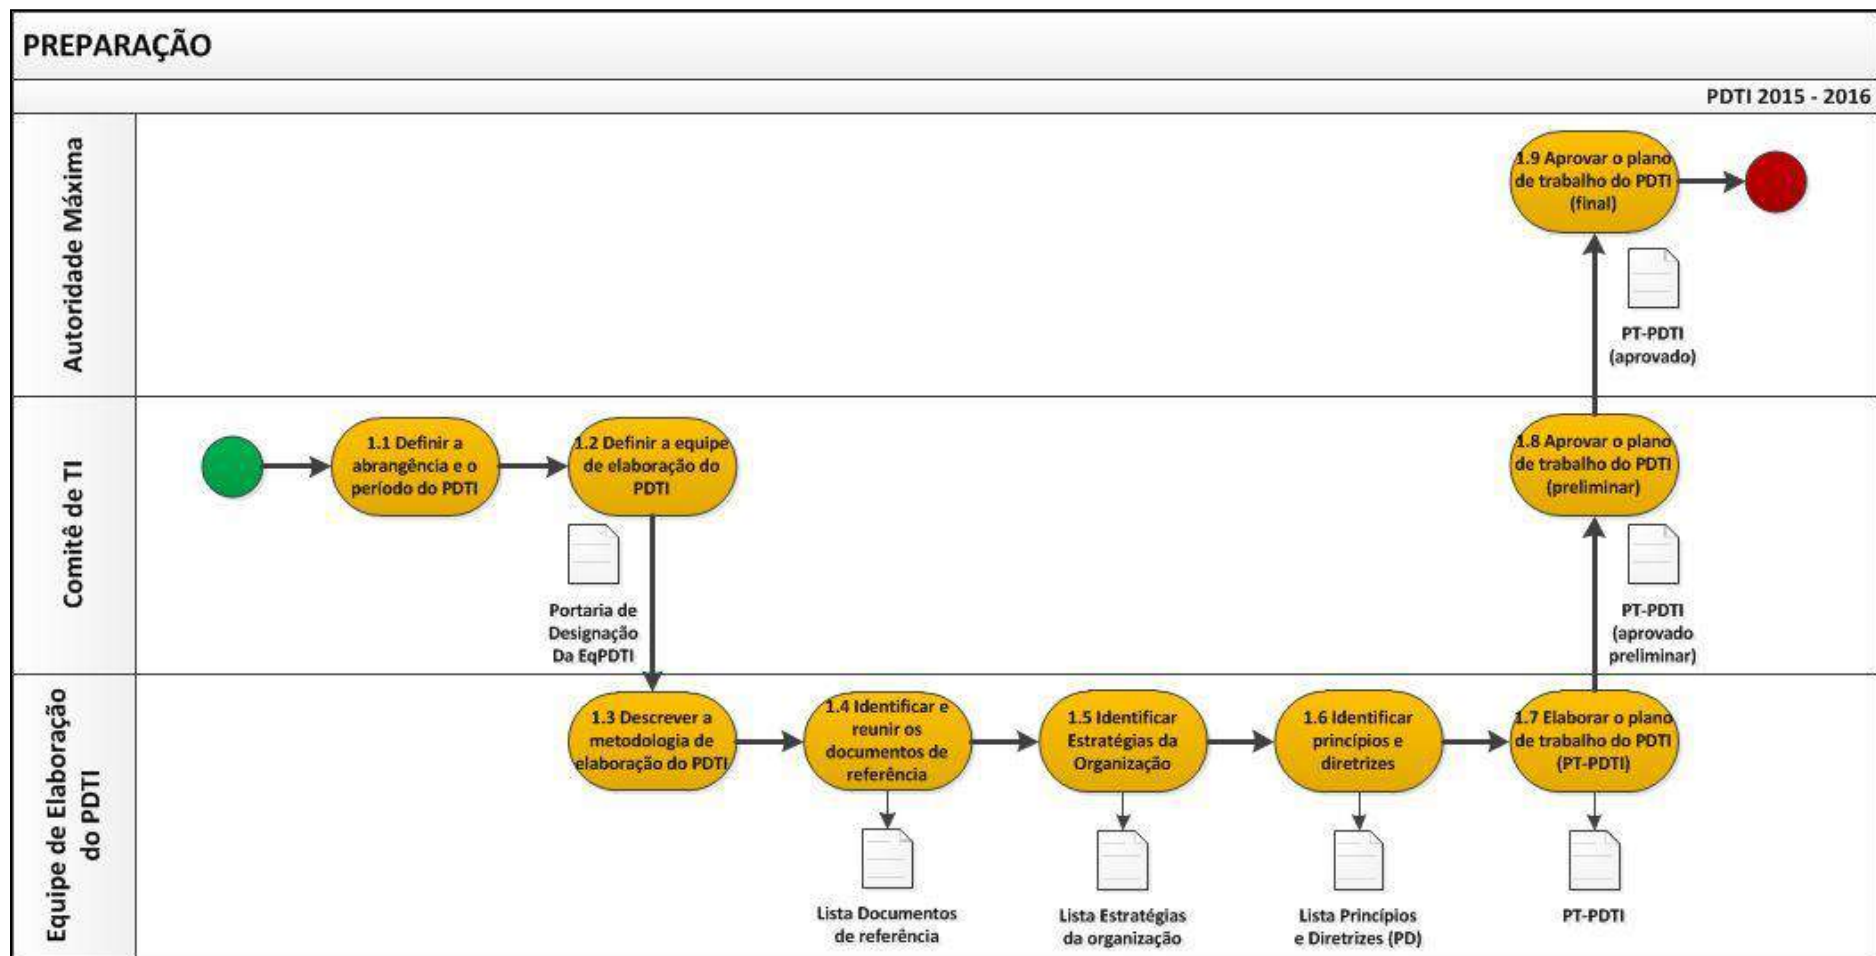 PREPARAÇÃO
PDTI 2015 - 2016
Autoridade Máxima
1.9 Aprovar o plano
de trabalho do PDTI
(final)
PT-PDTI
(aprovado)
Comitê de TI
1.1 Definir a
abrangência e o
período do PDTI
1.2 Definir a equipe
de elaboração do
PDTI
Portaria de
Designação
Da EqPDTI
1.8 Aprovar o plano
de trabalho do PDTI
(preliminar)
PT-PDTI
(aprovado
preliminar)
Equipe de Elaboração
do PDTI
1.3 Descrever a
metodologia de
elaboração do PDTI
1.4 Identificar e
reunir os
documentos de
referência
Lista Documentos
de referência
1.5 Identificar
Estratégias da
Organização
Lista Estratégias
da organização
1.6 Identificar
princípios e
diretrizes
Lista Princípios
e Diretrizes (PD)
1.7 Elaborar o plano
de trabalho do PDTI
(PT-PDTI)
PT-PDTI